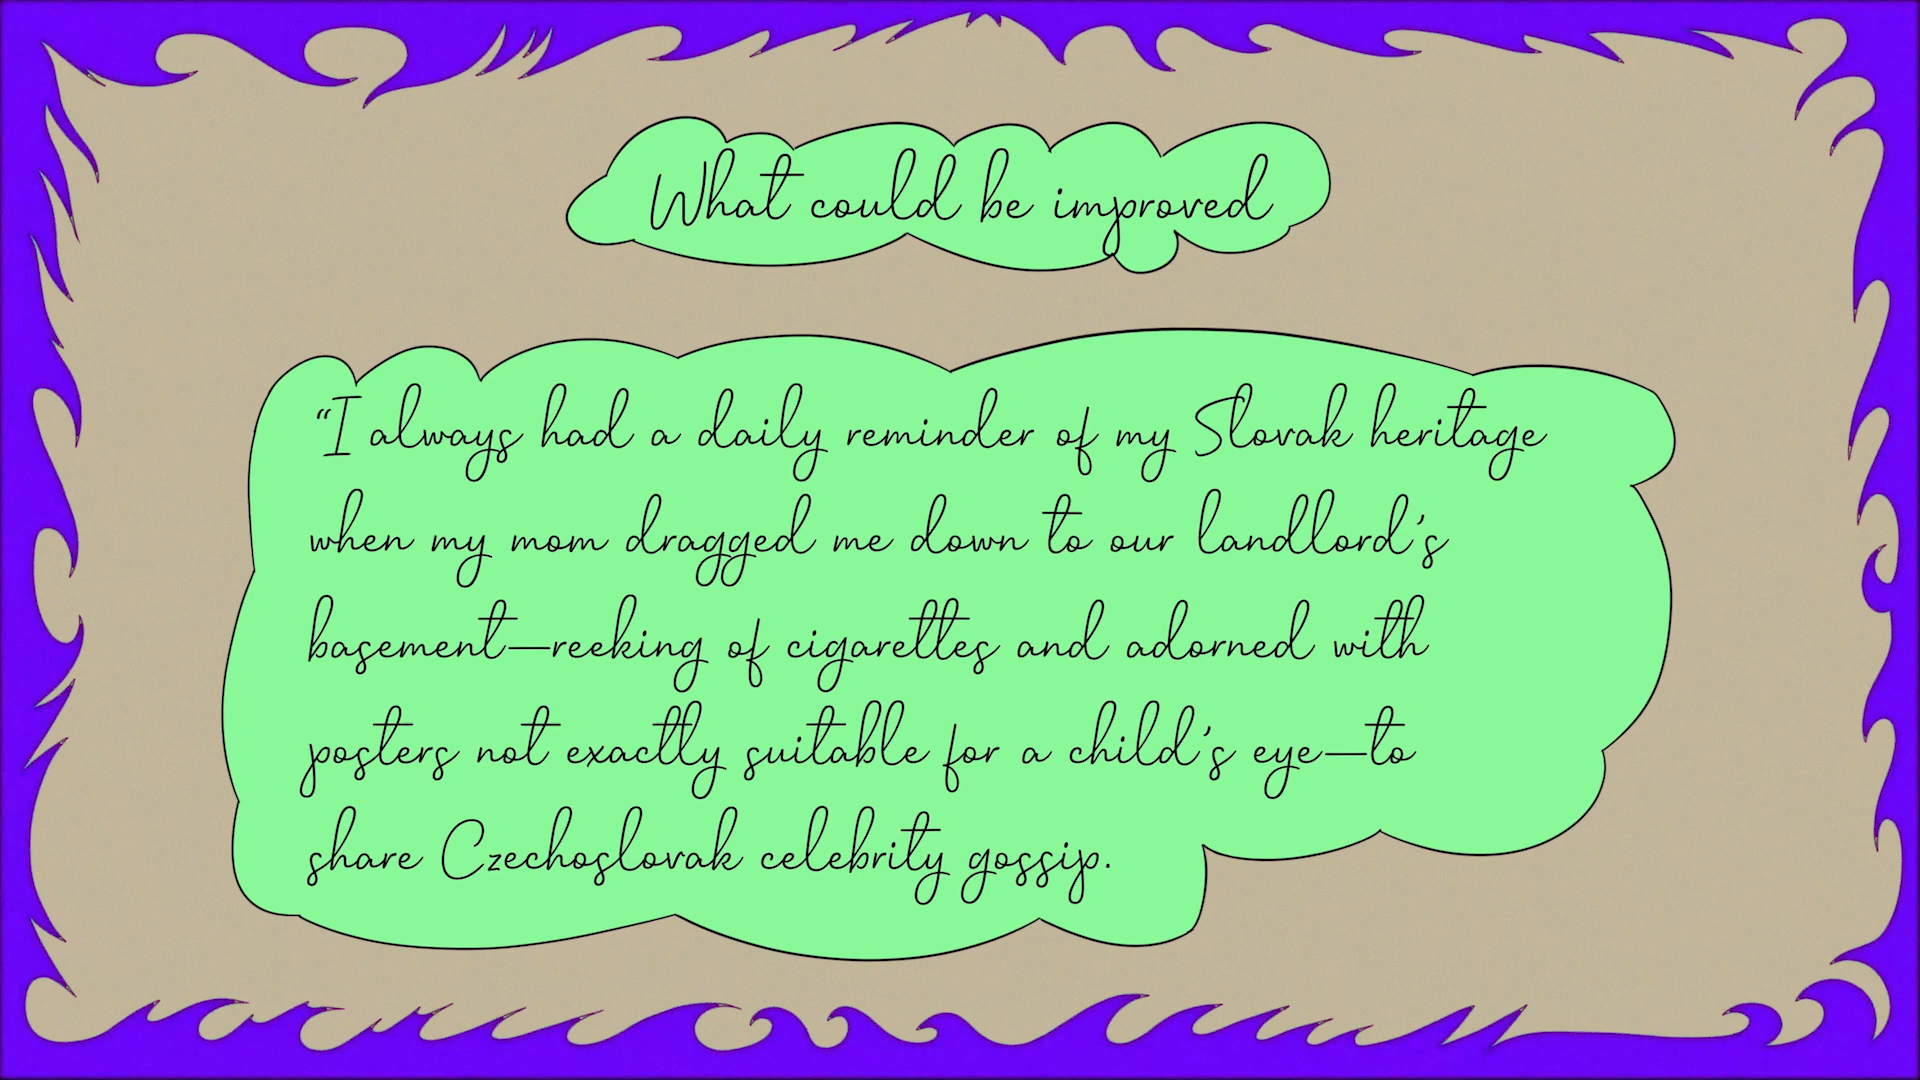 What could be improved
“I always had a daily reminder of my Slovak heritage
when my mom dragged me down to our landlord’s
basement—reeking of cigarettes and adorned with
posters not exactly suitable for a child’s eye—to
share Czechoslovak celebrity gossip.